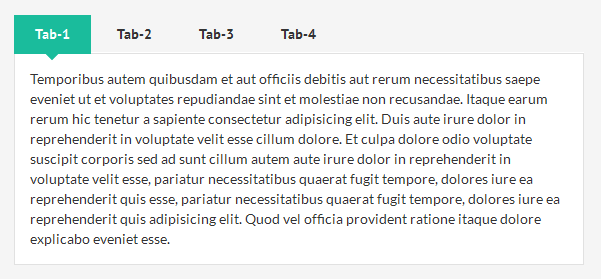 Tab-1 Tab-2 Tab-3 Tab-4
Temporibus autem quibusdam et aut officiis debitis aut rerum necessitatibus saepe
eveniet ut et voluptates repudiandae sint et molestiae non recusandae. Itaque earum
rerum hic tenetur a sapiente consectetur adipisicing elit. Duis aute irure dolor in
reprehenderit in voluptate velit esse cillum dolore. Et culpa dolore odio voluptate
suscipit corporis sed ad sunt cillum autem aute irure dolor in reprehenderit in
voluptate velit esse, pariatur necessitatibus quaerat fugit tempore, dolores iure ea
reprehenderit quis esse, pariatur necessitatibus quaerat fugit tempore, dolores iure ea
reprehenderit quis adipisicing elit. Quod vel officia provident ratione itaque dolore
explicabo eveniet esse.